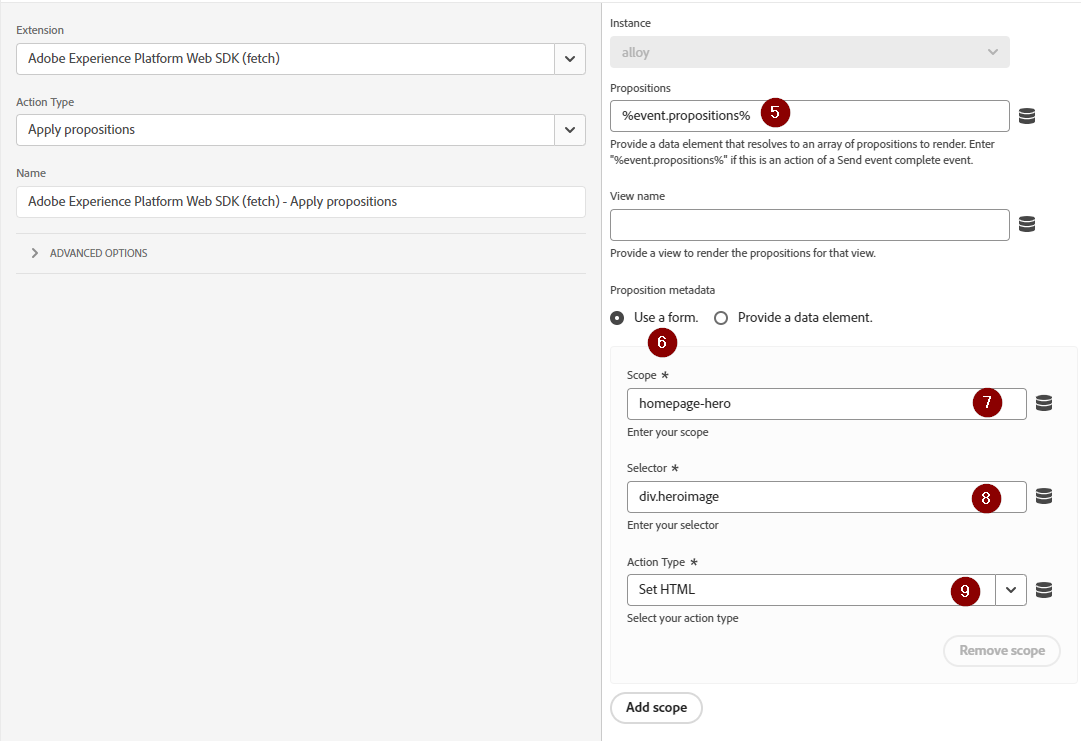 Extension
Adobe Experience Platform Web SDK (fetch)
Action Type
Apply propositions
Name
Adobe Experience Platform Web SDK (fetch) - Apply propositions
ADVANCED OPTIONS
Instance
alloy
Propositions
%event.propositions% 5
Provide a data element that resolves to an array of propositions to render. Enter
"%event.propositions%" if this is an action of a Send event complete event.
View name
Provide a view to render the propositions for that view.
Proposition metadata
Use a form. Provide a data element.
6
Scope *
homepage-hero 7
Enter your scope
Selector *
div.heroimage 8
Enter your selector
Action Type *
Set HTML 9
Select your action type
Remove scope
Add scope